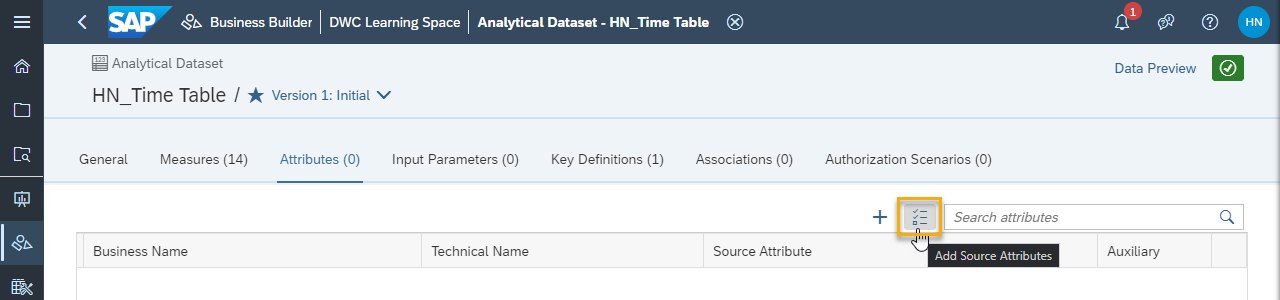 SAP Business Builder DWC Learning Space Analytical Dataset - HN_Time Table 1 HN
123 Analytical Dataset
Data Preview
HN_Time Table / Version 1: Initial
General Measures (14) Attributes (0) Input Parameters (0) Key Definitions (1) Associations (0) Authorization Scenarios (0)
Search attributes
Business Name Technical Name Source Attribute Auxiliary
Add Source Attributes